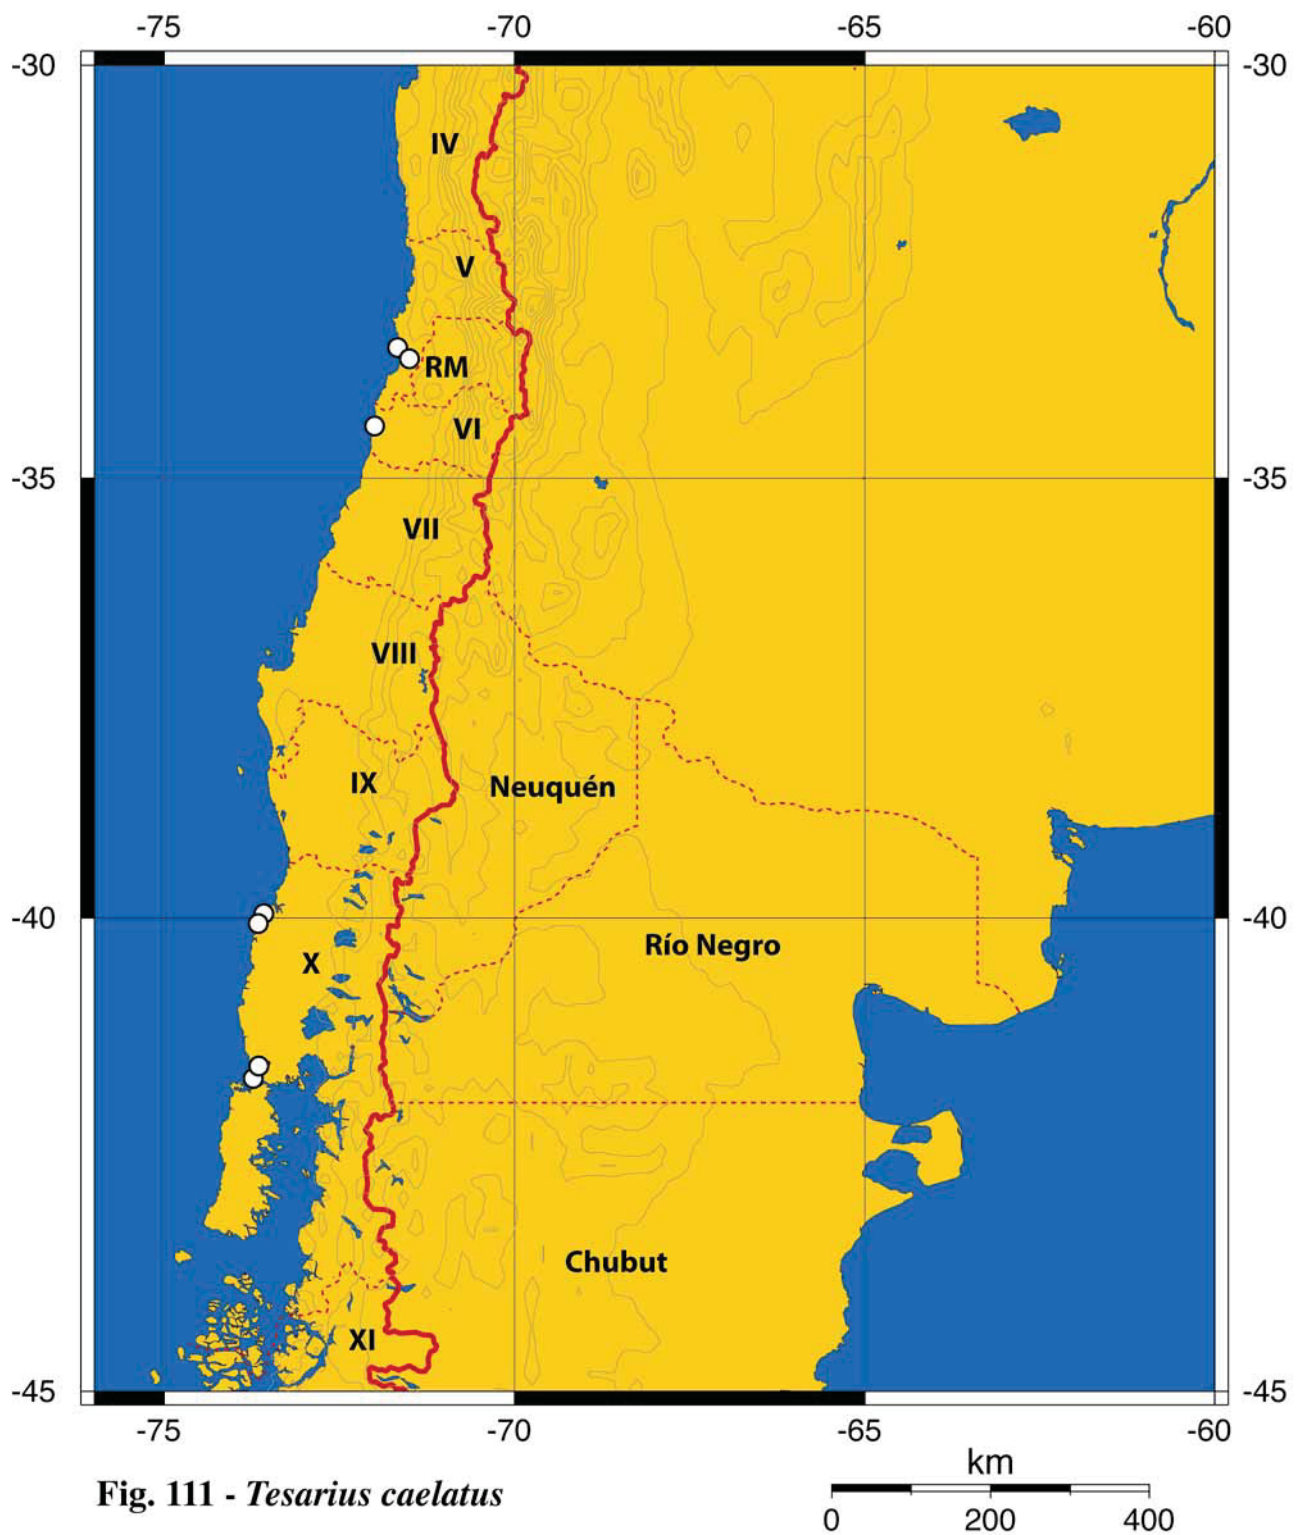 -75 -70 -65 -60
-30 -30
IV
V
RM
VI
-35 -35
VII
VIII
IX
Neuquén
-40 -40
Río Negro
X
Chubut
XI
-45 -45
-75 -70 -65 -60
km
Fig. 111 - Tesarius caelatus
0 200 400